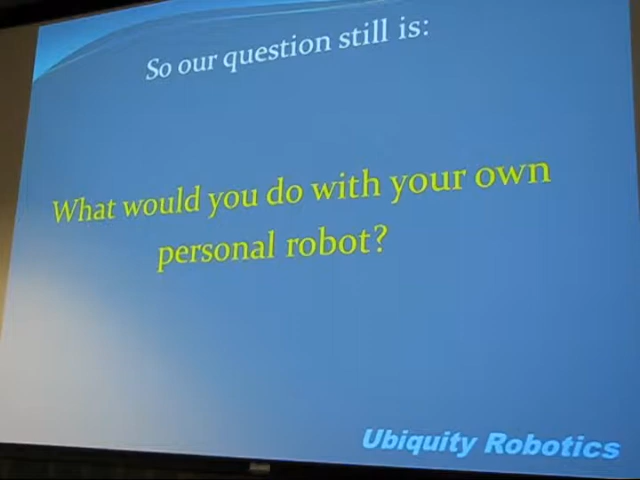 So our question still is:
What would you do with your own
personal robot?
Ubiquity Robotics